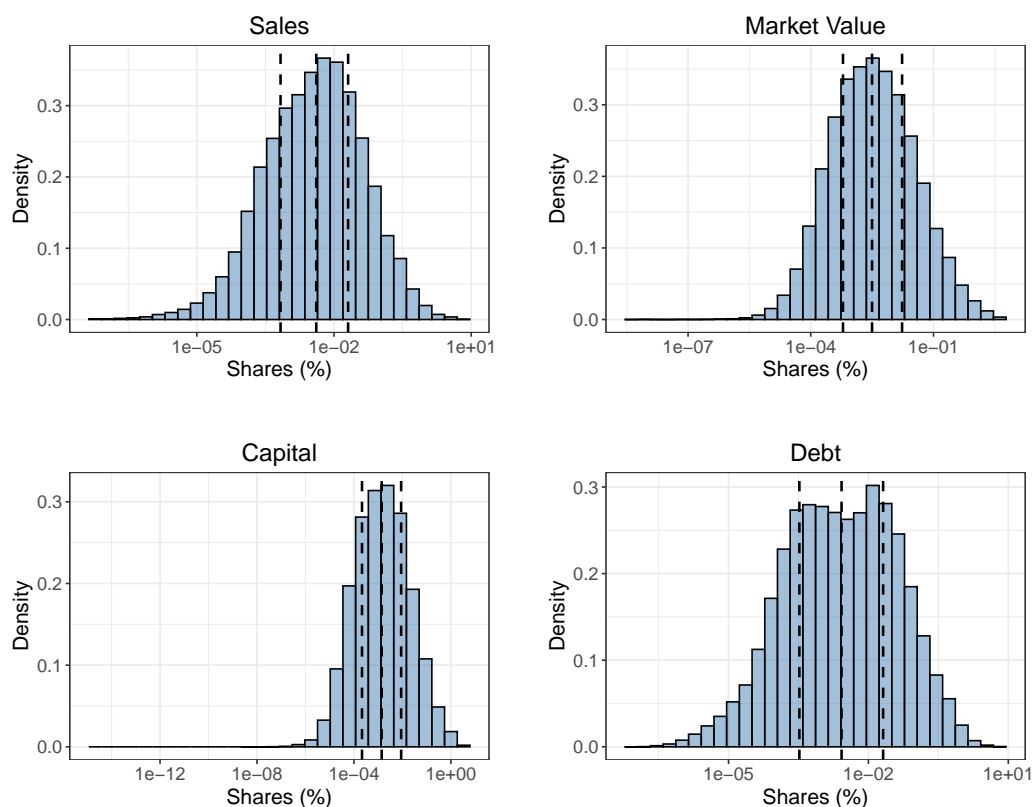 Sales
Market Value
Density
0.3
0.2
0.1
0.0
1e−05
1e−02
1e+01
Shares (%)
Density
0.3
0.2
0.1
0.0
1e−07
1e−04
1e−01
Shares (%)
Capital
Debt
Density
0.3
0.2
0.1
0.0
1e−12
1e−08
1e−04
1e+00
Shares (%)
Density
0.3
0.2
0.1
0.0
1e−05
1e−02
1e+01
Shares (%)